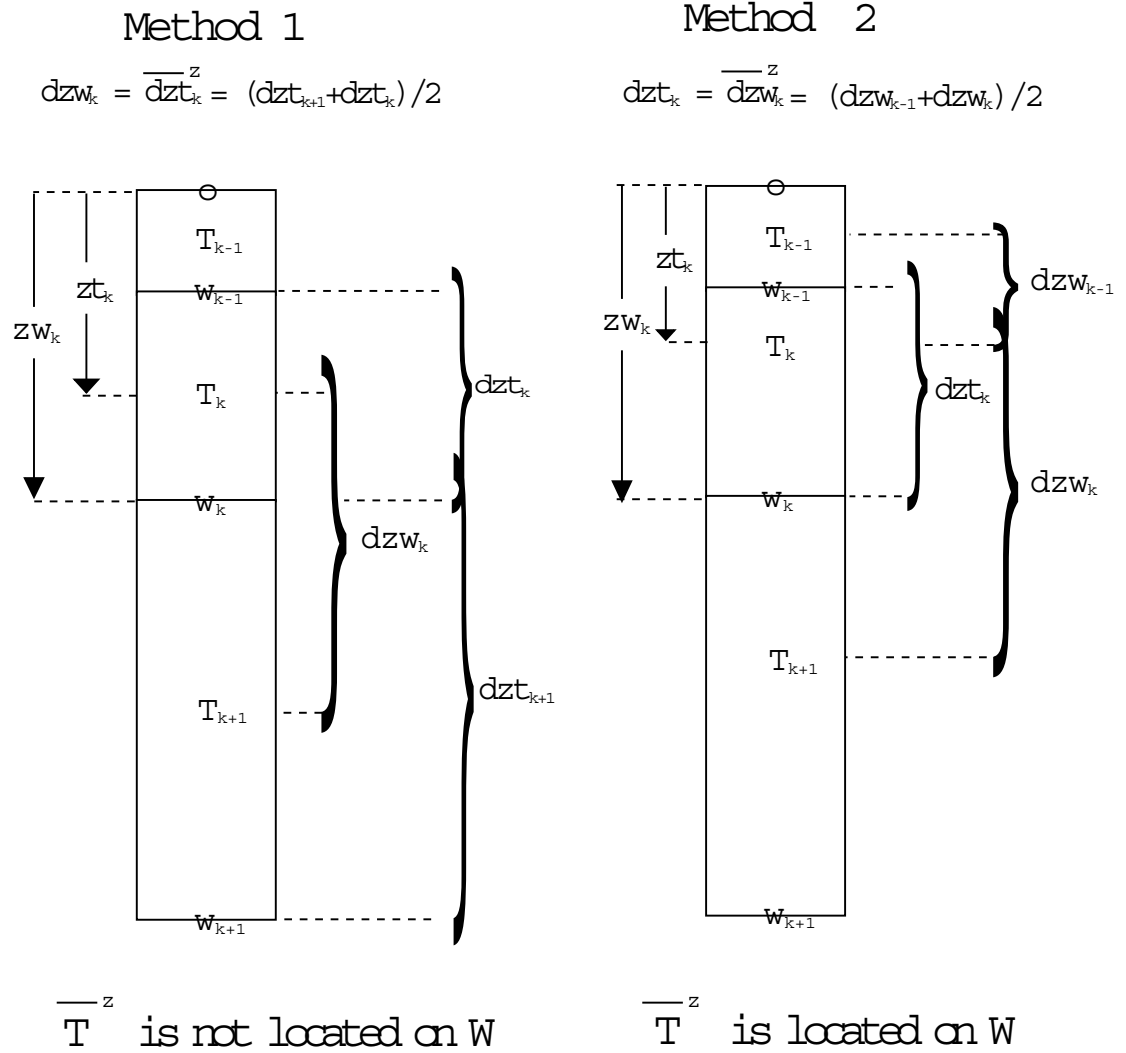 Method 1
dzwₖ = d̅z̅t̅ₖᶻ = (dztₖ₊₁+dztₖ)/2
O
Tₖ₋₁
wₖ₋₁
ztₖ
zwₖ
Tₖ
dztₖ
wₖ
dzwₖ
Tₖ₊₁
dztₖ₊₁
wₖ₊₁
T̅ᶻ is not located on W
Method 2
dztₖ = d̅z̅w̅ₖᶻ = (dzwₖ₋₁+dzwₖ)/2
O
Tₖ₋₁
ztₖ
wₖ₋₁
dzwₖ₋₁
zwₖ
Tₖ
dztₖ
wₖ
dzwₖ
Tₖ₊₁
wₖ₊₁
T̅ᶻ is located on W